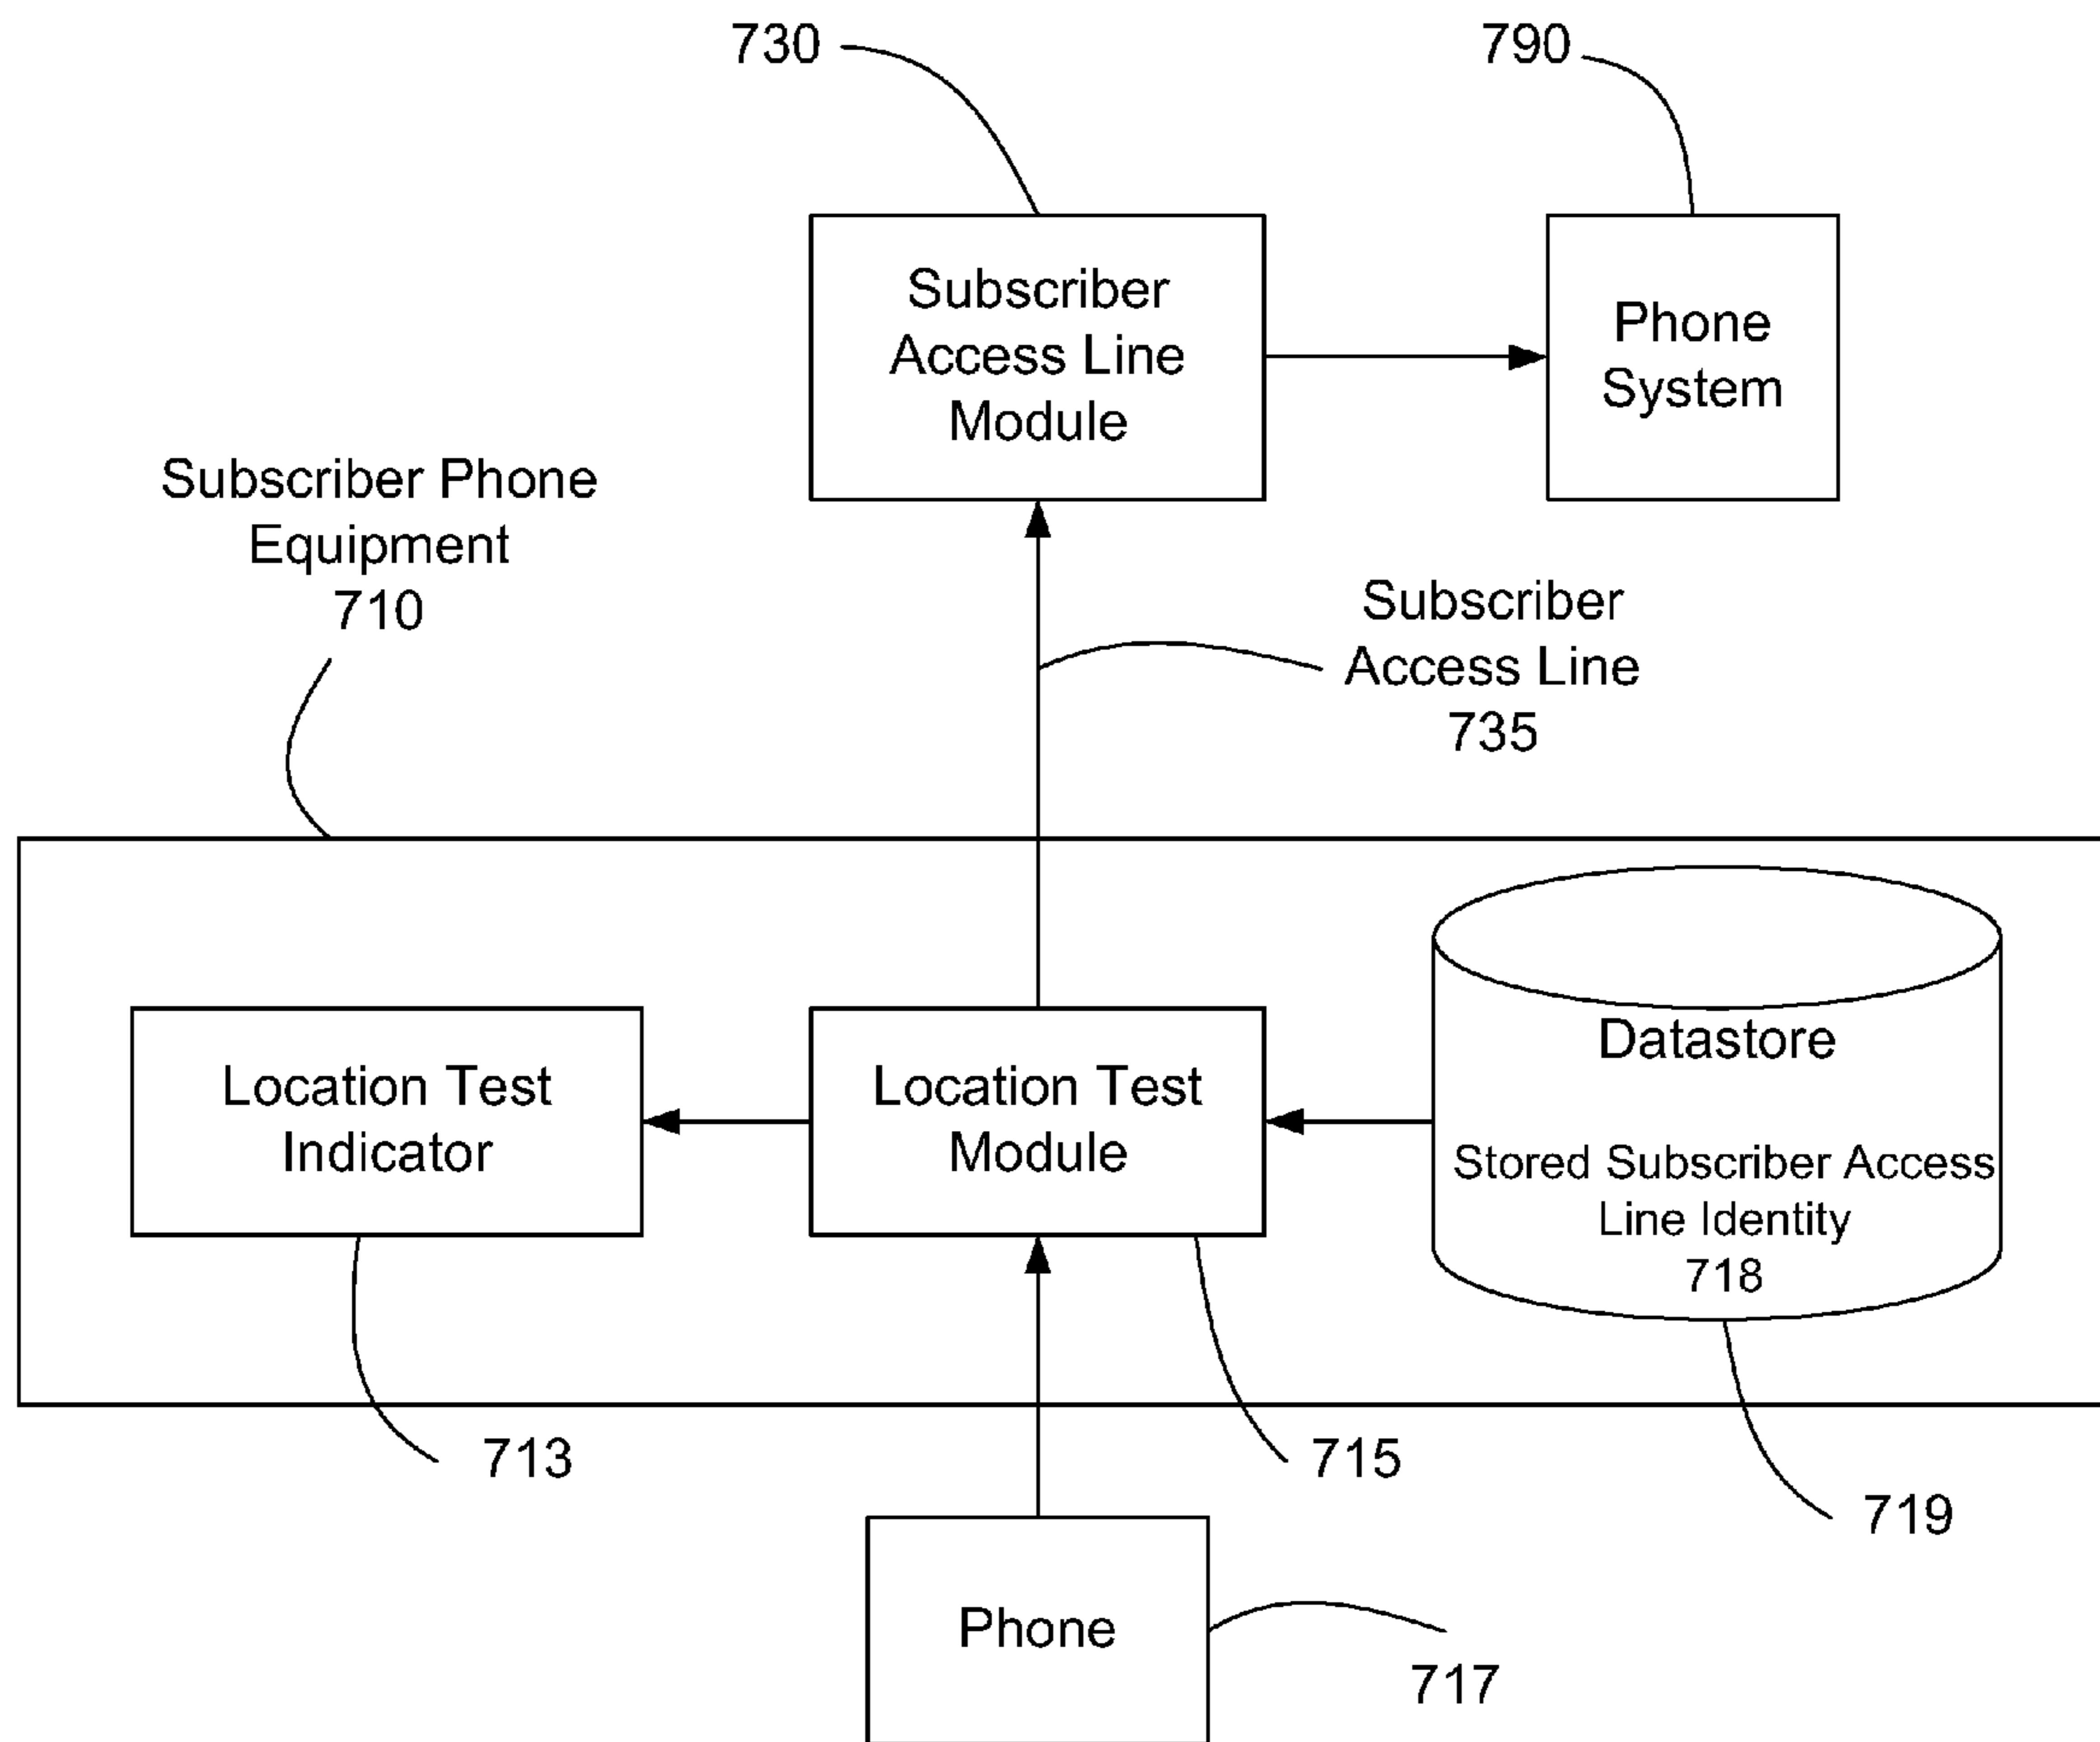 730
790
Subscriber
Access Line
Module
Phone
System
Subscriber Phone
Equipment
710
Subscriber
Access Line
735
Location Test
Indicator
Location Test
Module
Datastore
Stored Subscriber Access
Line Identity
718
713
715
719
Phone
717